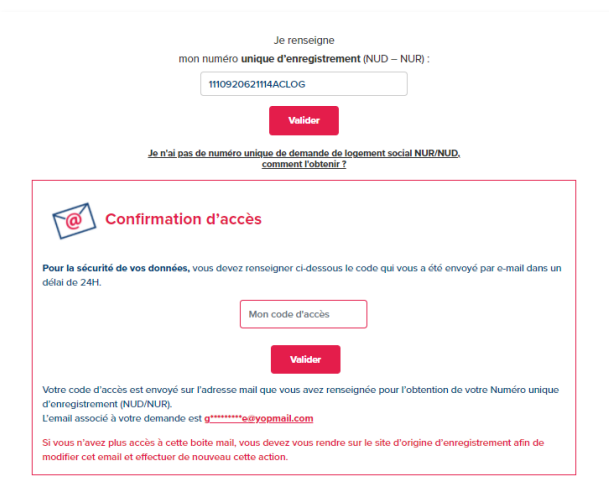 Je renseigne
mon numéro unique d'enregistrement (NUD – NUR) :
1110920621114ACLOG
Valider
Je n'ai pas de numéro unique de demande de logement social NUR/NUD,
comment l'obtenir ?
@
Confirmation d'accès
Pour la sécurité de vos données, vous devez renseigner ci-dessous le code qui vous a été envoyé par e-mail dans un
délai de 24H.
Mon code d'accès
Valider
Votre code d'accès est envoyé sur l'adresse mail que vous avez renseignée pour l'obtention de votre Numéro unique
d'enregistrement (NUD/NUR).
L'email associé à votre demande est g*********e@yopmail.com
Si vous n'avez plus accès à cette boite mail, vous devez vous rendre sur le site d'origine d'enregistrement afin de
modifier cet email et effectuer de nouveau cette action.